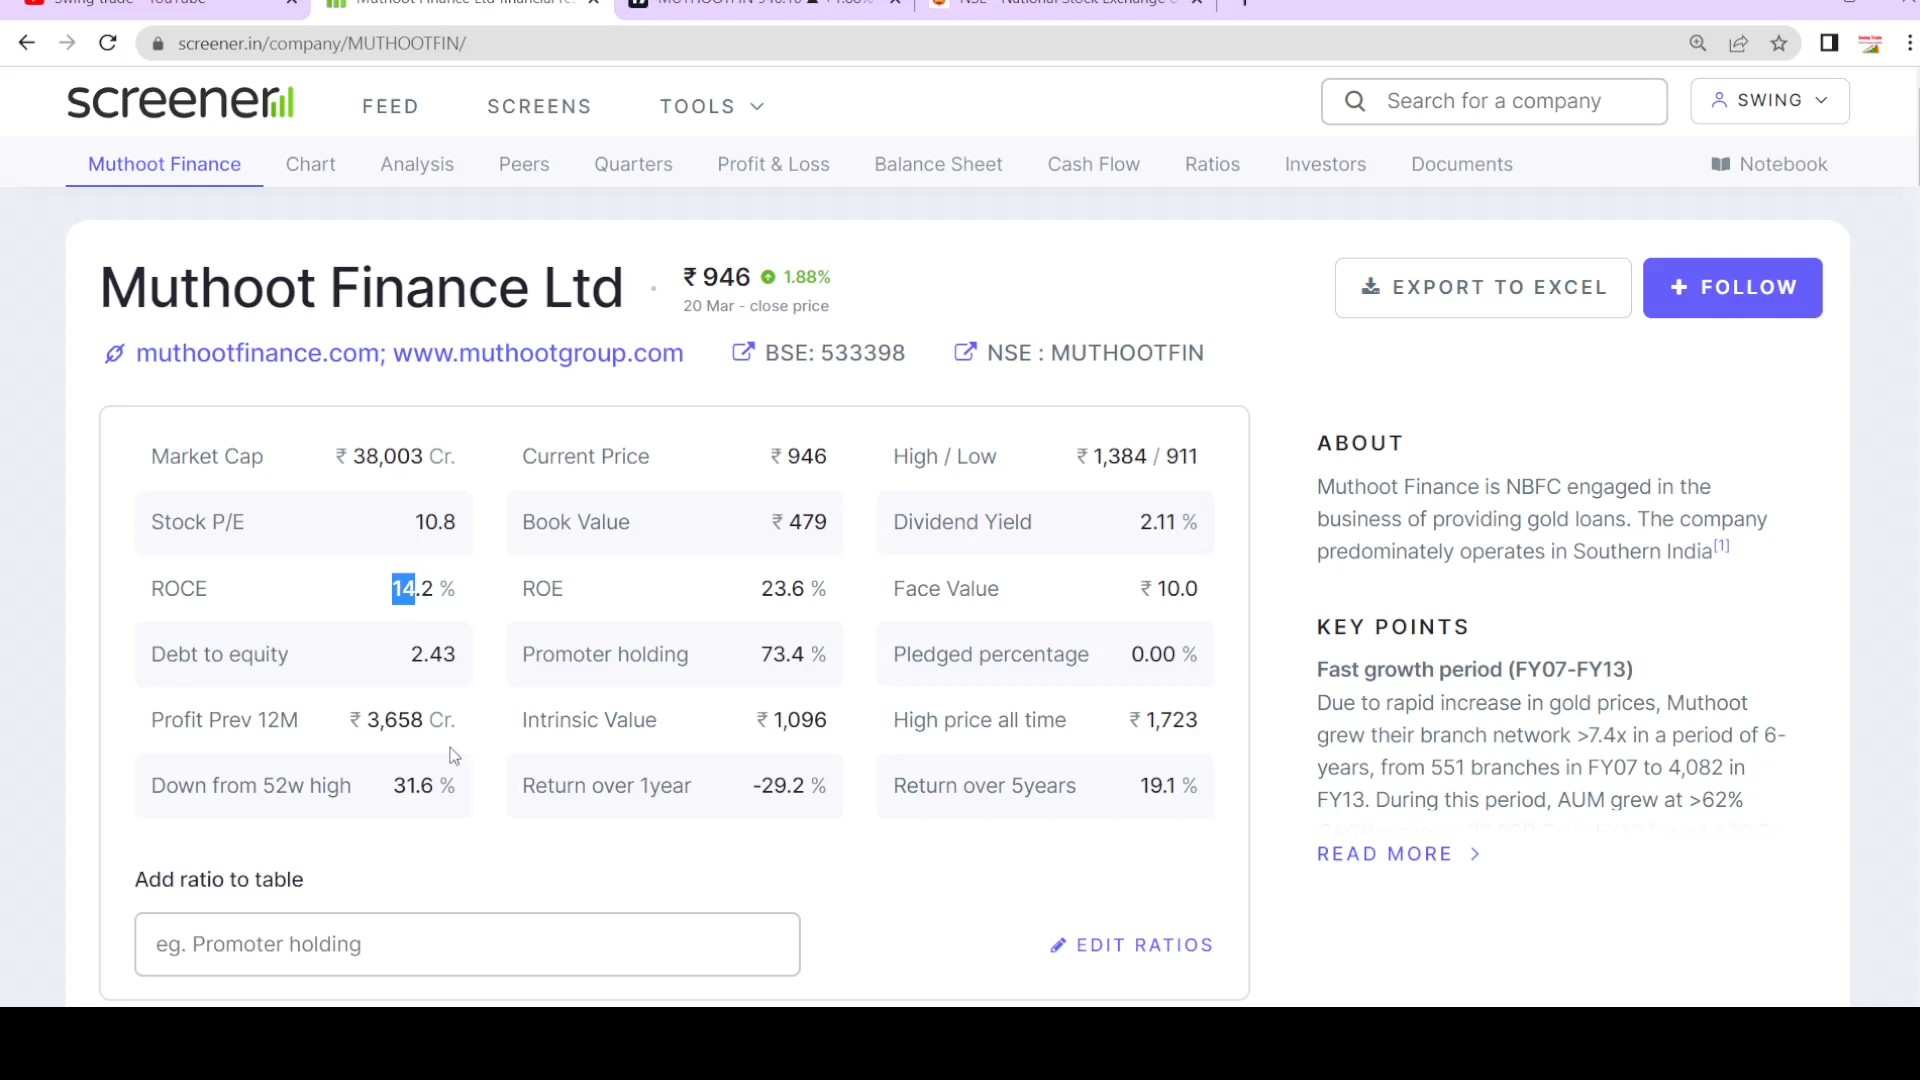 screener.in/company/MUTHOOTFIN/
screener
FEED
SCREENS
TOOLS
Search for a company
SWING
Muthoot Finance
Chart
Analysis
Peers
Quarters
Profit & Loss
Balance Sheet
Cash Flow
Ratios
Investors
Documents
Notebook
Muthoot Finance Ltd
₹ 946 1.88%
20 Mar - close price
EXPORT TO EXCEL
+ FOLLOW
muthootfinance.com; www.muthootgroup.com
BSE: 533398
NSE : MUTHOOTFIN
Market Cap ₹ 38,003 Cr.
Current Price ₹ 946
High / Low ₹ 1,384 / 911
Stock P/E 10.8
Book Value ₹ 479
Dividend Yield 2.11 %
ROCE 14.2 %
ROE 23.6 %
Face Value ₹ 10.0
Debt to equity 2.43
Promoter holding 73.4 %
Pledged percentage 0.00 %
Profit Prev 12M ₹ 3,658 Cr.
Intrinsic Value ₹ 1,096
High price all time ₹ 1,723
Down from 52w high 31.6 %
Return over 1year -29.2 %
Return over 5years 19.1 %
Add ratio to table
eg. Promoter holding
EDIT RATIOS
ABOUT
Muthoot Finance is NBFC engaged in the
business of providing gold loans. The company
predominately operates in Southern India[1]
KEY POINTS
Fast growth period (FY07-FY13)
Due to rapid increase in gold prices, Muthoot
grew their branch network >7.4x in a period of 6-
years, from 551 branches in FY07 to 4,082 in
FY13. During this period, AUM grew at >62%
READ MORE